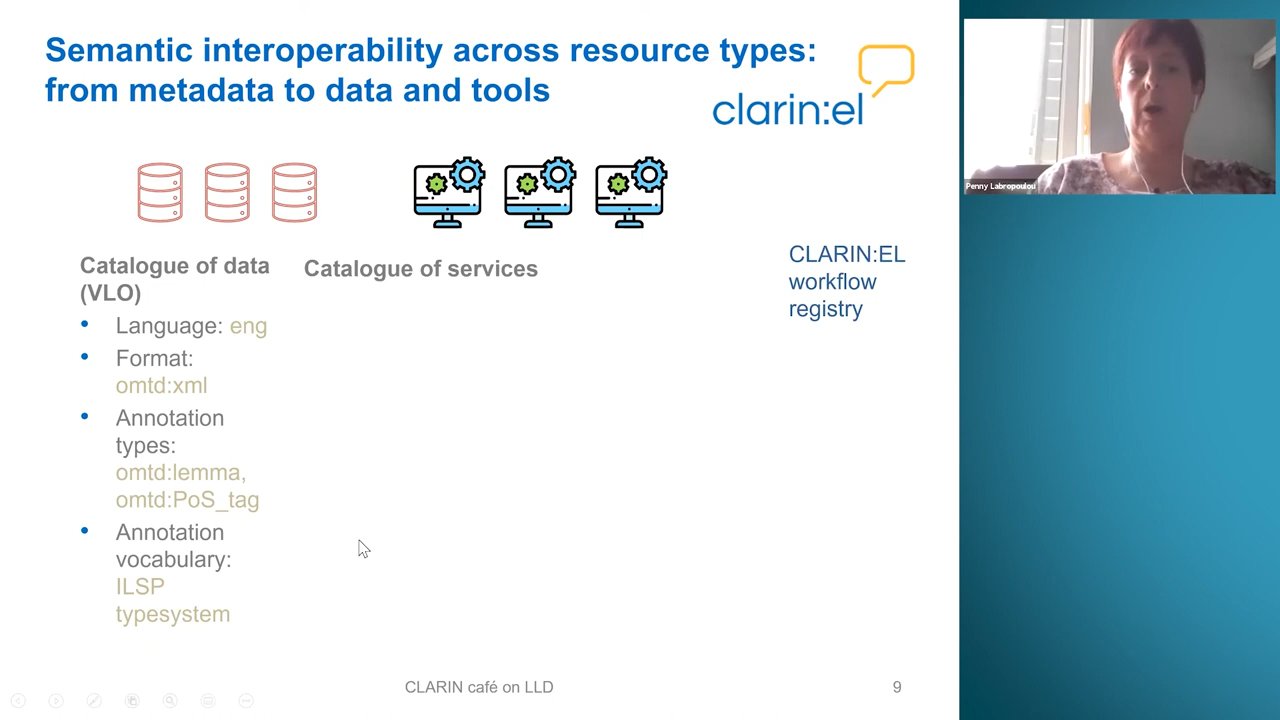 Semantic interoperability across resource types:
from metadata to data and tools
clarin:el
Catalogue of data
(VLO)
• Language: eng
• Format:
omtd:xml
• Annotation
types:
omtd:lemma,
omtd:PoS_tag
• Annotation
vocabulary:
ILSP
typesystem
Catalogue of services
CLARIN:EL
workflow
registry
CLARIN café on LLD
9
Penny Labropoulou